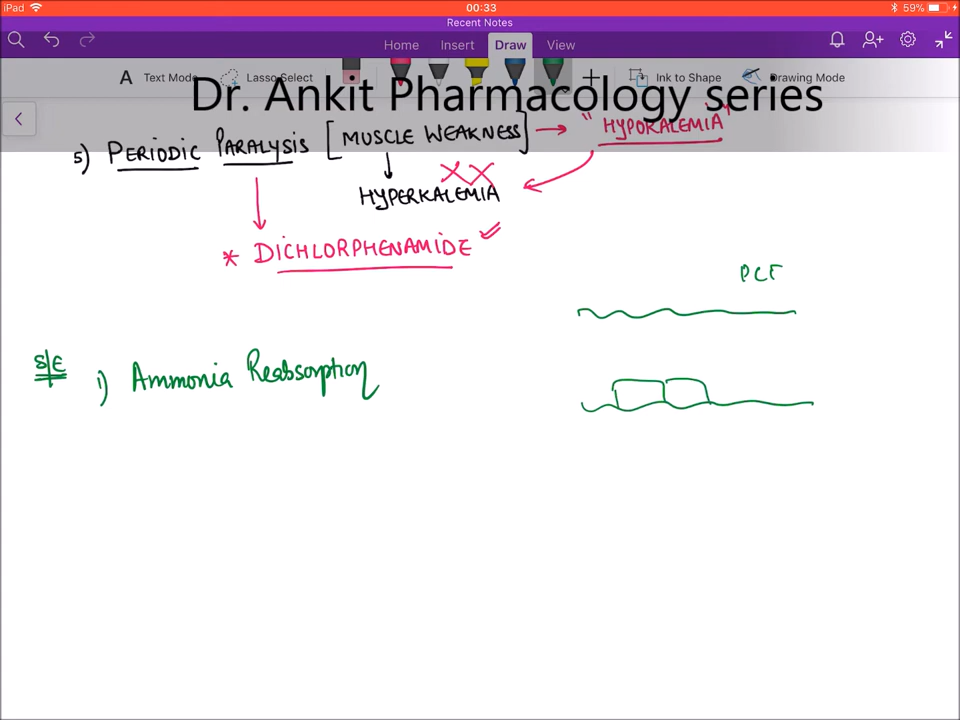 iPad 00:33 59%
Recent Notes
Home Insert Draw View
A Text Mode Lasso Select Ink to Shape Drawing Mode
Dr. Ankit Pharmacology series
5) PERIODIC PARALYSIS [MUSCLE WEAKNESS] → "HYPOKALEMIA"
HYPERKALEMIA
* DICHLORPHENAMIDE
PCT
S/E 1) Ammonia Reabsorption